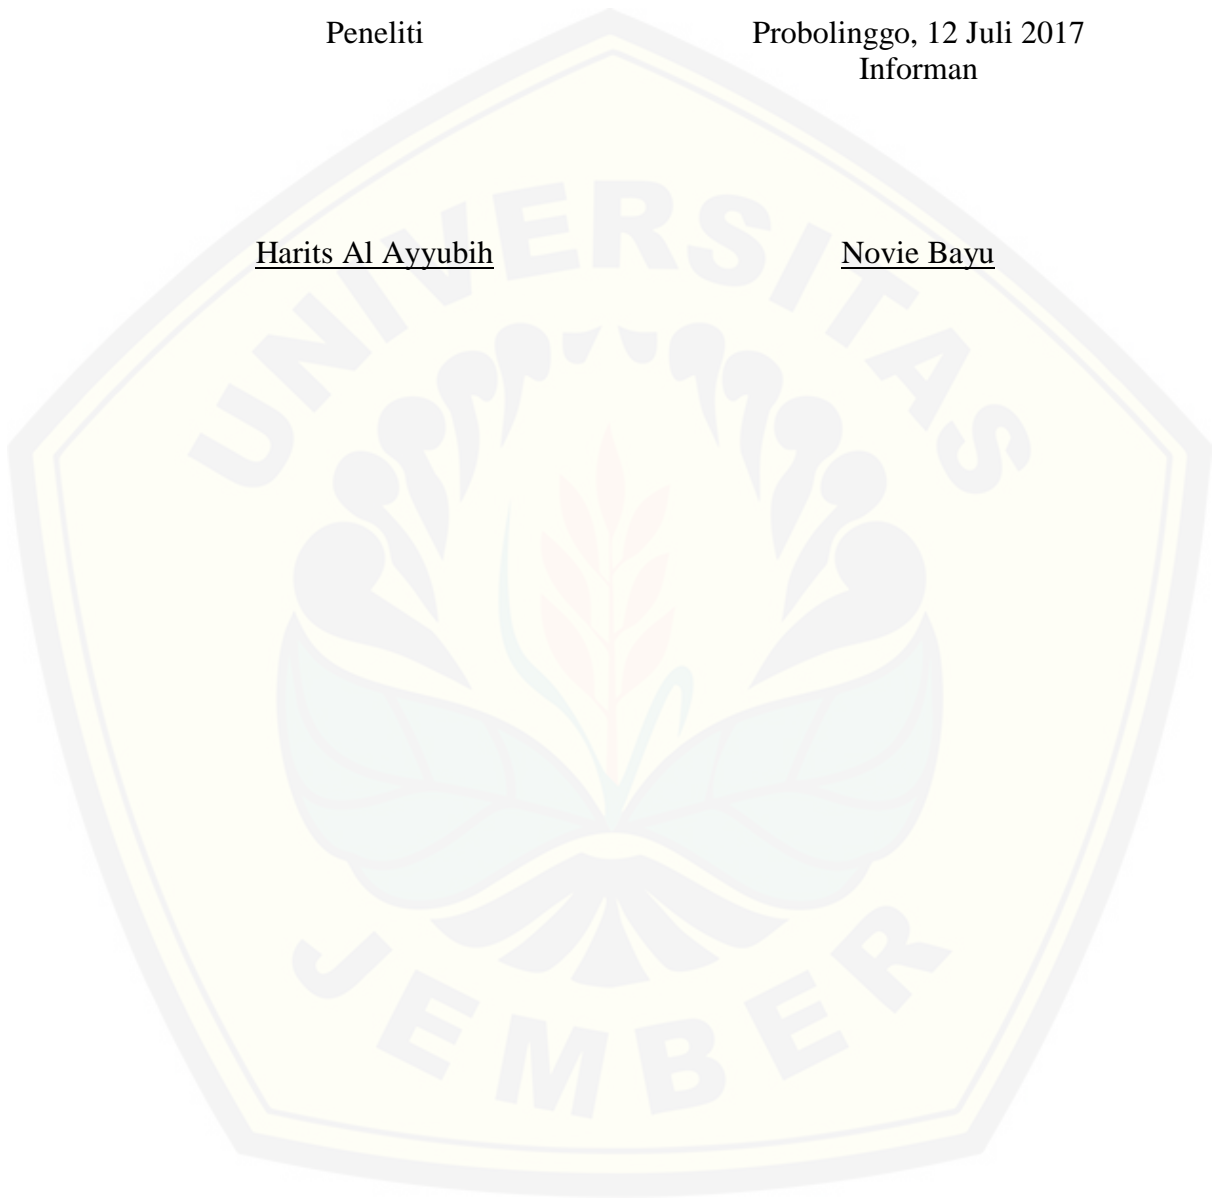 Peneliti
Probolinggo, 12 Juli 2017
Informan
Harits Al Ayyubih
Novie Bayu
UNIVERSITAS
JEMBER